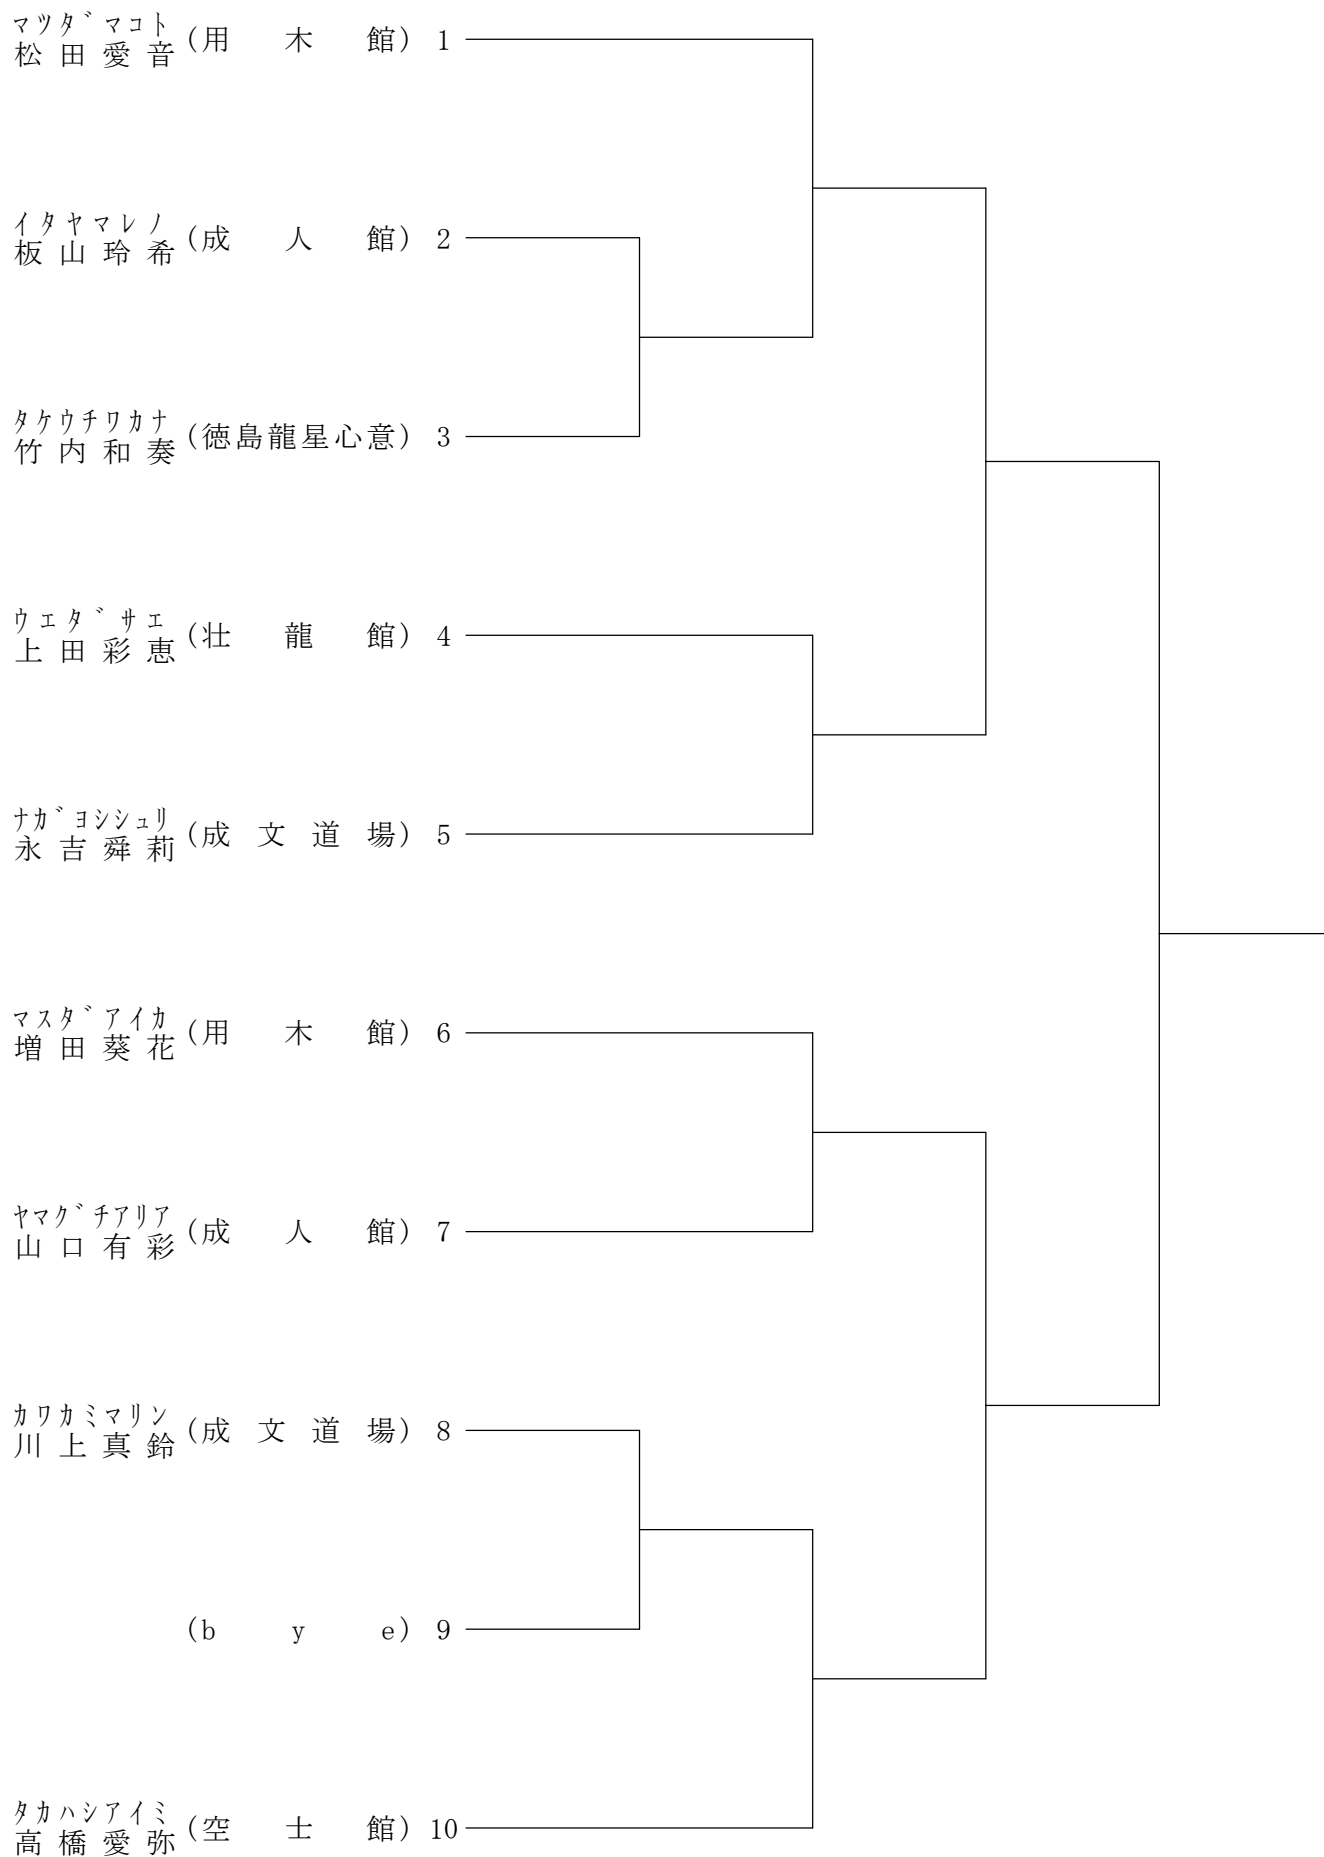 マツダマコト
松田愛音 (用木館) 1
イタヤマレノ
板山玲希 (成人館) 2
タケウチワカナ
竹内和奏 (徳島龍星心意) 3
ウエダサエ
上田彩恵 (壮龍館) 4
ナガヨシシュリ
永吉舜莉 (成文道場) 5
マスダアイカ
増田葵花 (用木館) 6
ヤマグチアリア
山口有彩 (成人館) 7
カワカミマリン
川上真鈴 (成文道場) 8
(bye) 9
タカハシアイミ
高橋愛弥 (空士館) 10